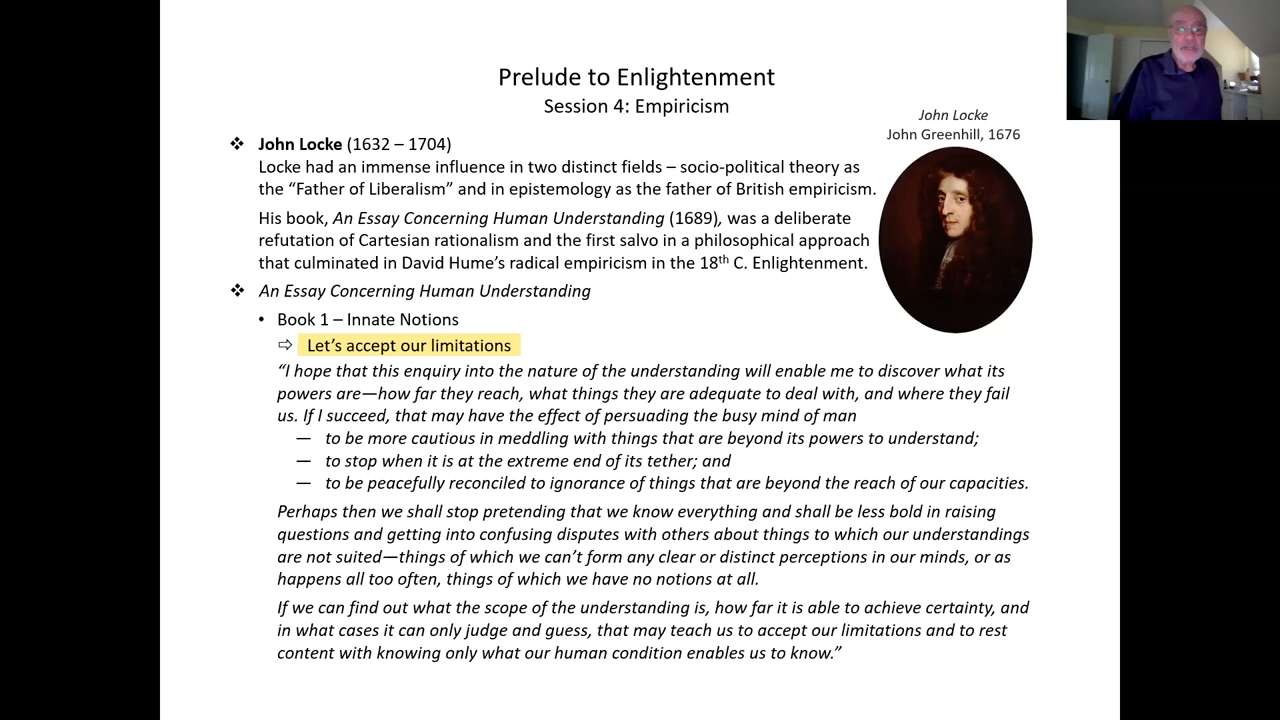 Prelude to Enlightenment
Session 4: Empiricism
John Locke
John Greenhill, 1676
❖ John Locke (1632 – 1704)
Locke had an immense influence in two distinct fields – socio-political theory as
the “Father of Liberalism” and in epistemology as the father of British empiricism.
His book, An Essay Concerning Human Understanding (1689), was a deliberate
refutation of Cartesian rationalism and the first salvo in a philosophical approach
that culminated in David Hume’s radical empiricism in the 18th C. Enlightenment.
❖ An Essay Concerning Human Understanding
• Book 1 – Innate Notions
⇨ Let’s accept our limitations
“I hope that this enquiry into the nature of the understanding will enable me to discover what its
powers are—how far they reach, what things they are adequate to deal with, and where they fail
us. If I succeed, that may have the effect of persuading the busy mind of man
— to be more cautious in meddling with things that are beyond its powers to understand;
— to stop when it is at the extreme end of its tether; and
— to be peacefully reconciled to ignorance of things that are beyond the reach of our capacities.
Perhaps then we shall stop pretending that we know everything and shall be less bold in raising
questions and getting into confusing disputes with others about things to which our understandings
are not suited—things of which we can’t form any clear or distinct perceptions in our minds, or as
happens all too often, things of which we have no notions at all.
If we can find out what the scope of the understanding is, how far it is able to achieve certainty, and
in what cases it can only judge and guess, that may teach us to accept our limitations and to rest
content with knowing only what our human condition enables us to know.”